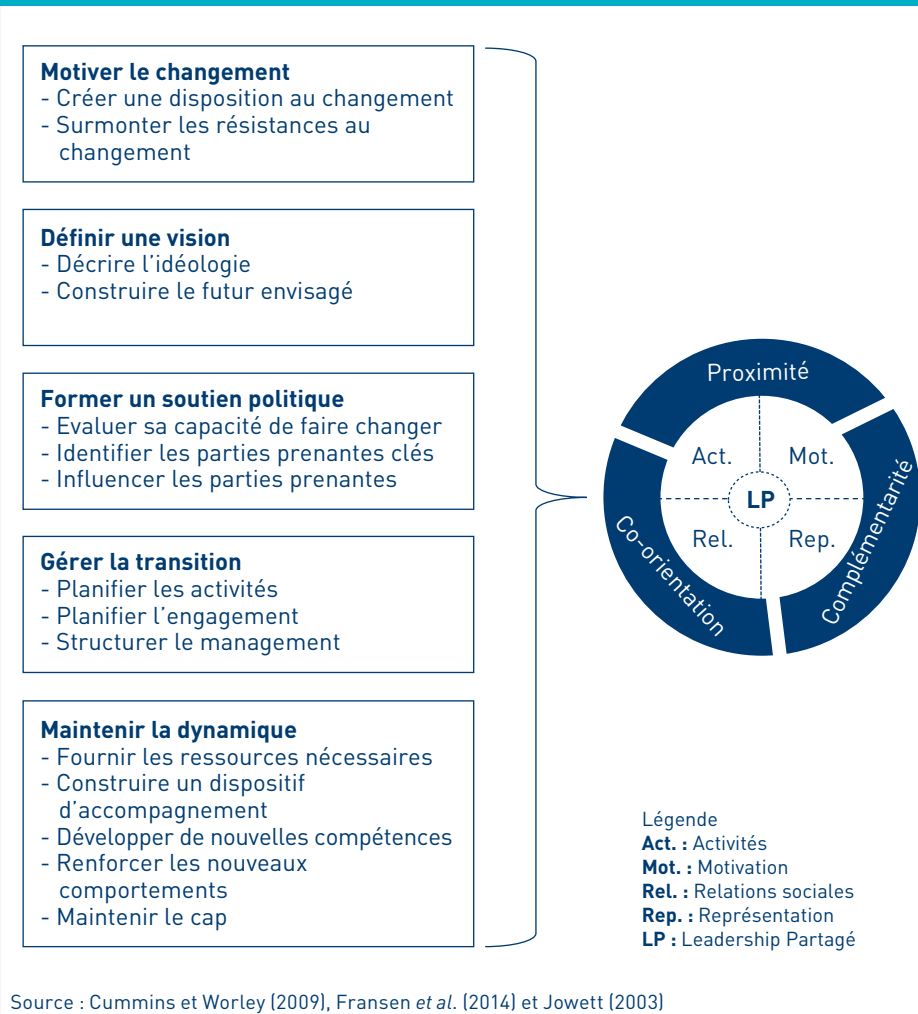 Motiver le changement
- Créer une disposition au changement
- Surmonter les résistances au
changement
Définir une vision
- Décrire l'idéologie
- Construire le futur envisagé
Former un soutien politique
- Evaluer sa capacité de faire changer
- Identifier les parties prenantes clés
- Influencer les parties prenantes
Gérer la transition
- Planifier les activités
- Planifier l'engagement
- Structurer le management
Maintenir la dynamique
- Fournir les ressources nécessaires
- Construire un dispositif
d'accompagnement
- Développer de nouvelles compétences
- Renforcer les nouveaux
comportements
- Maintenir le cap
Proximité
Act.
Mot.
LP
Rel.
Rep.
Co-orientation
Complémentarité
Légende
Act. : Activités
Mot. : Motivation
Rel. : Relations sociales
Rep. : Représentation
LP : Leadership Partagé
Source : Cummins et Worley (2009), Fransen et al. (2014) et Jowett (2003)